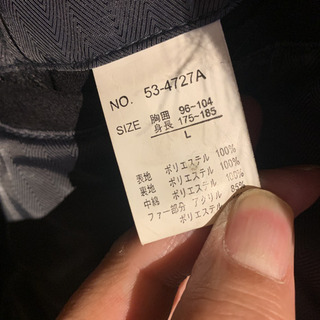 NO. 53-4727A
SIZE 胸囲 96-104
身長 175-185
L
表地 ポリエステル 100%
裏地 ポリエステル 100%
中綿 ポリエステル 100%
ファー部分 アクリル 85%
ポリエステル